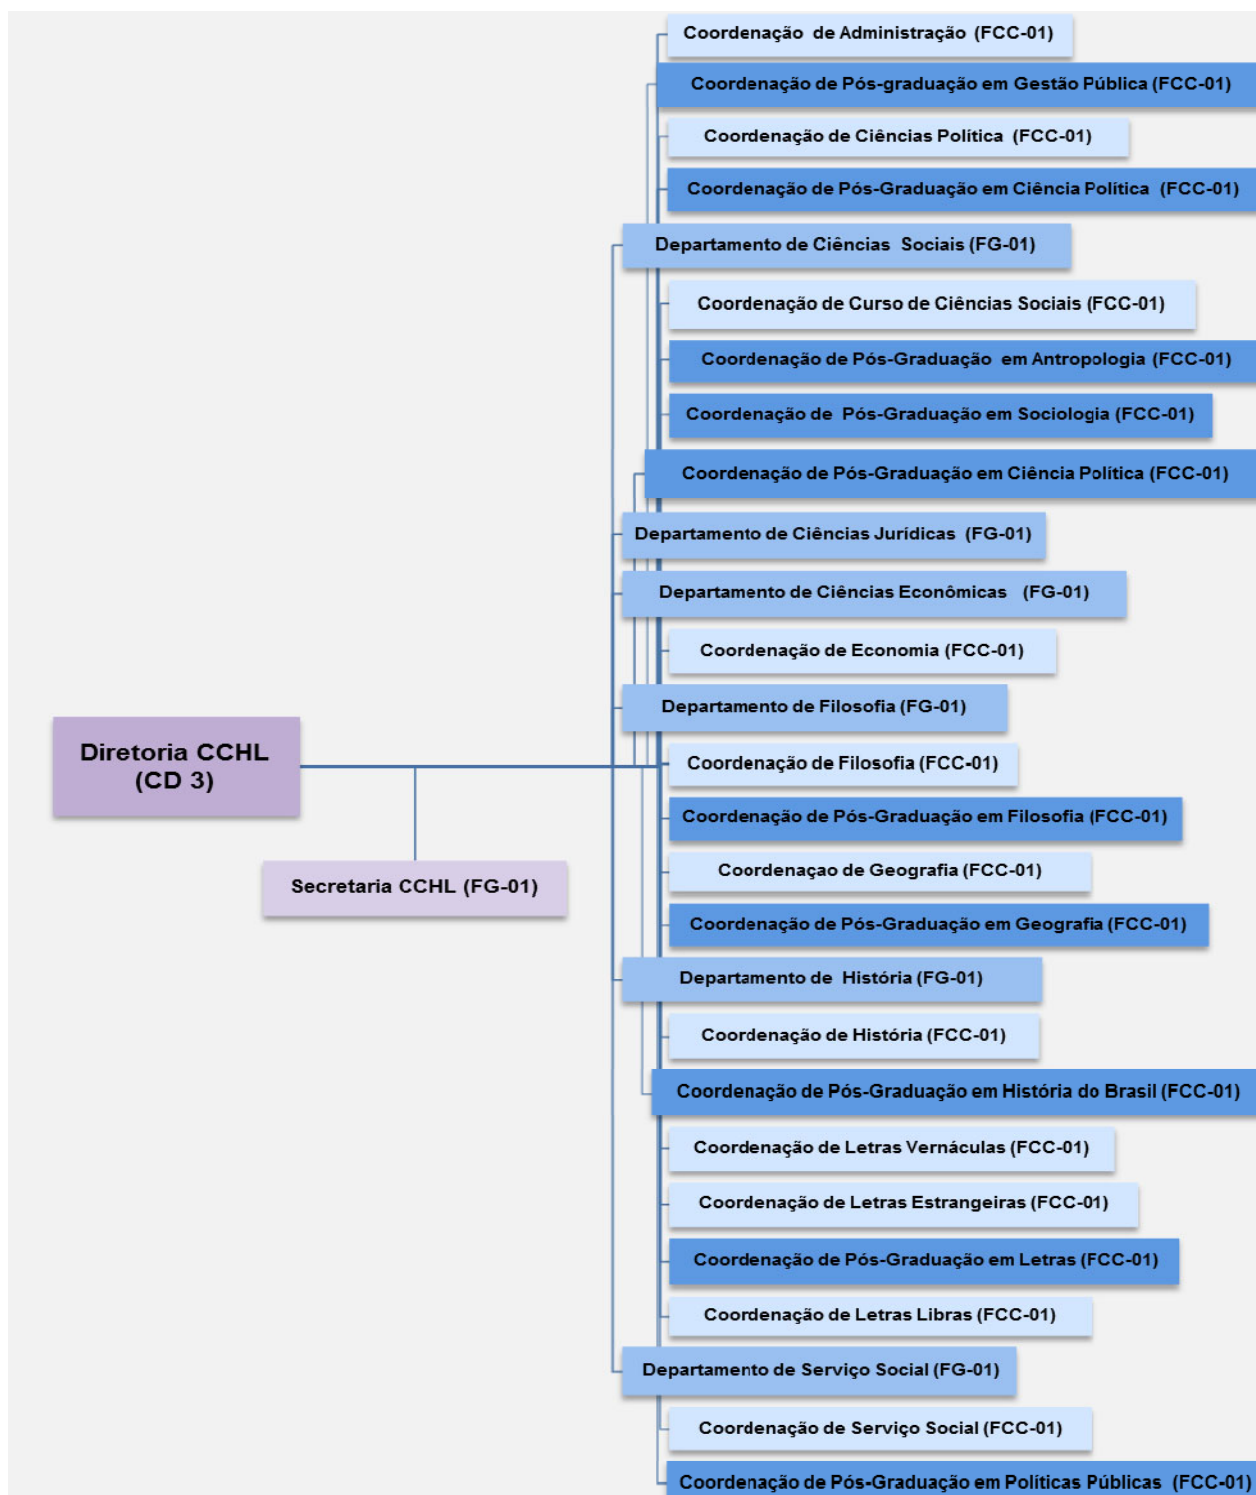 Coordenação de Administração (FCC-01)
Coordenação de Pós-graduação em Gestão Pública (FCC-01)
Coordenação de Ciências Política (FCC-01)
Coordenação de Pós-Graduação em Ciência Política (FCC-01)
Departamento de Ciências Sociais (FG-01)
Coordenação de Curso de Ciências Sociais (FCC-01)
Coordenação de Pós-Graduação em Antropologia (FCC-01)
Coordenação de Pós-Graduação em Sociologia (FCC-01)
Coordenação de Pós-Graduação em Ciência Política (FCC-01)
Departamento de Ciências Jurídicas (FG-01)
Departamento de Ciências Econômicas (FG-01)
Coordenação de Economia (FCC-01)
Departamento de Filosofia (FG-01)
Diretoria CCHL
(CD 3)
Coordenação de Filosofia (FCC-01)
Coordenação de Pós-Graduação em Filosofia (FCC-01)
Coordenaçao de Geografia (FCC-01)
Secretaria CCHL (FG-01)
Coordenação de Pós-Graduação em Geografia (FCC-01)
Departamento de História (FG-01)
Coordenação de História (FCC-01)
Coordenação de Pós-Graduação em História do Brasil (FCC-01)
Coordenação de Letras Vernáculas (FCC-01)
Coordenação de Letras Estrangeiras (FCC-01)
Coordenação de Pós-Graduação em Letras (FCC-01)
Coordenação de Letras Libras (FCC-01)
Departamento de Serviço Social (FG-01)
Coordenação de Serviço Social (FCC-01)
Coordenação de Pós-Graduação em Políticas Públicas (FCC-01)